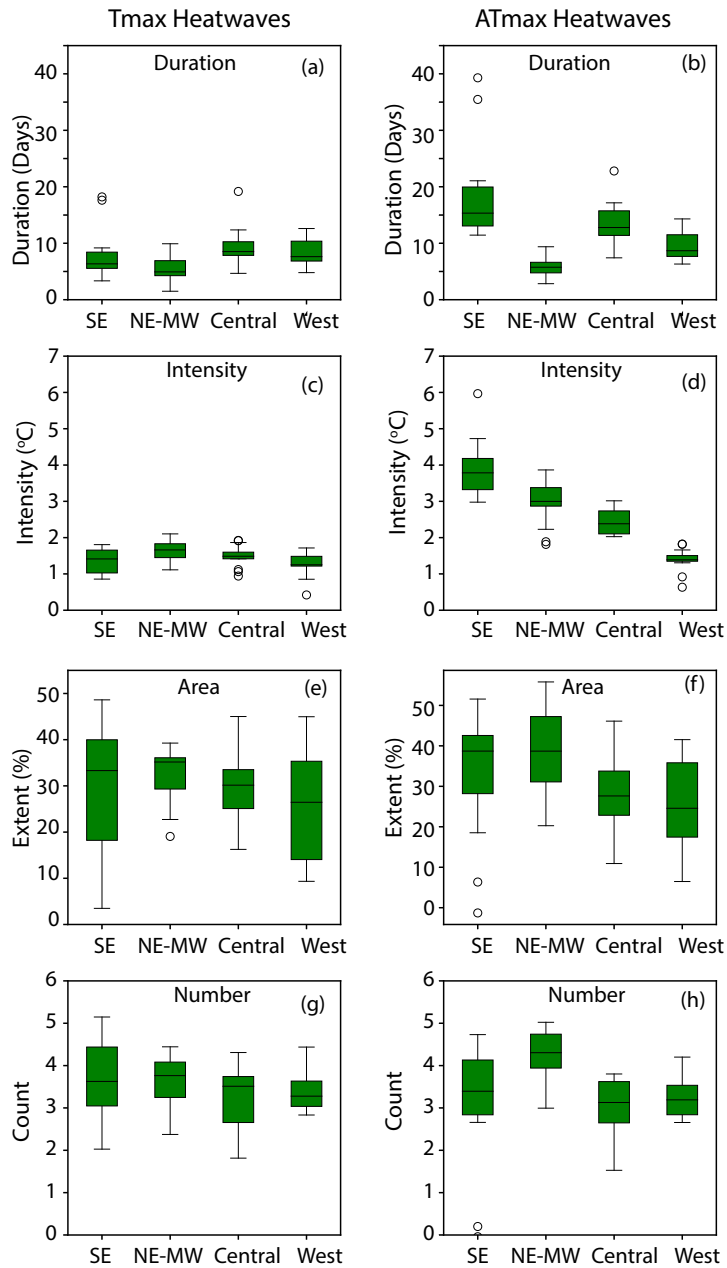 Tmax Heatwaves
ATmax Heatwaves
Duration (a)
Duration (Days)
40
30
20
10
0
SE NE-MW Central West
Duration (b)
Duration (Days)
40
30
20
10
0
SE NE-MW Central West
Intensity (c)
Intensity (°C)
7
6
5
4
3
2
1
0
SE NE-MW Central West
Intensity (d)
Intensity (°C)
7
6
5
4
3
2
1
0
SE NE-MW Central West
Area (e)
Extent (%)
50
40
30
20
10
0
SE NE-MW Central West
Area (f)
Extent (%)
50
40
30
20
10
0
SE NE-MW Central West
Number (g)
Count
6
5
4
3
2
1
0
SE NE-MW Central West
Number (h)
Count
6
5
4
3
2
1
0
SE NE-MW Central West